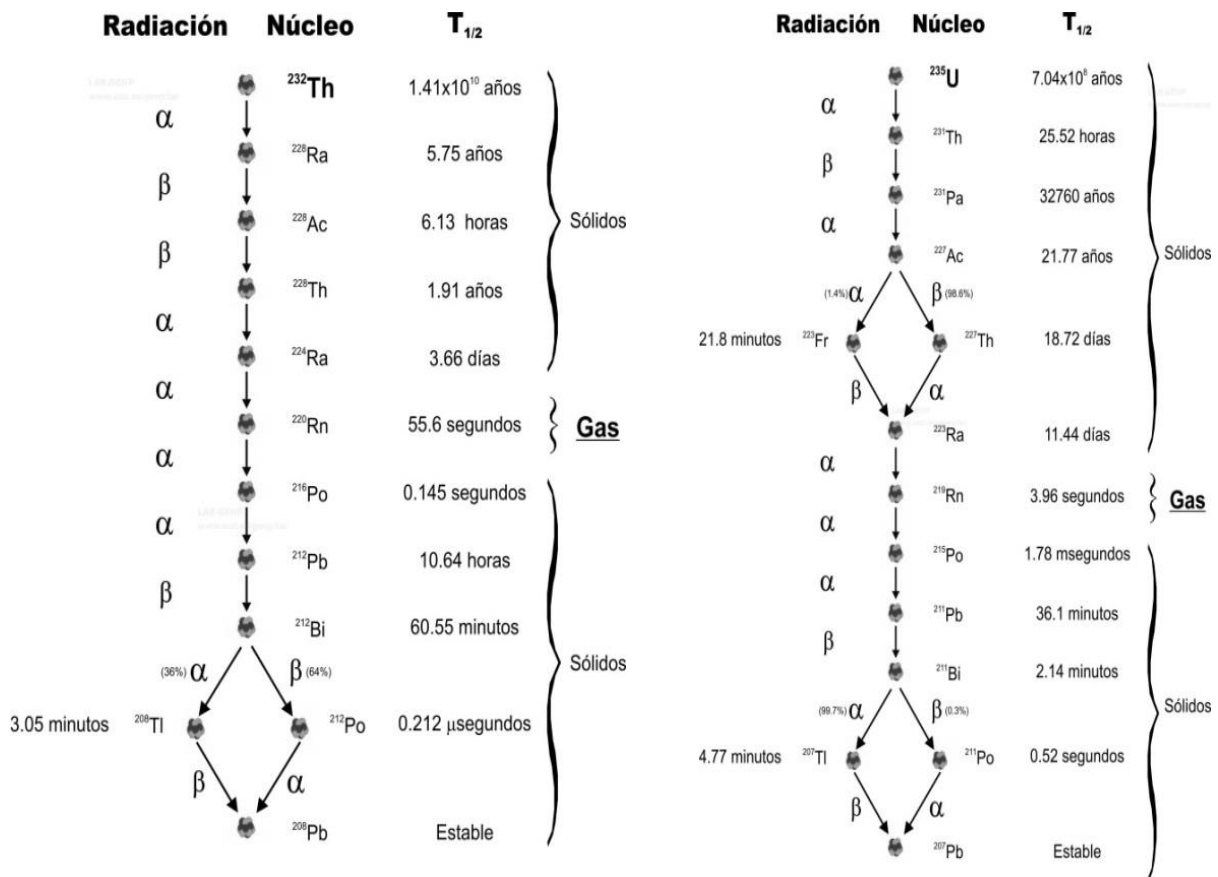 Radiación Núcleo T1/2
232Th 1.41x10^10 años
α
228Ra 5.75 años
β
228Ac 6.13 horas
β
228Th 1.91 años
α
224Ra 3.66 días
α
220Rn 55.6 segundos
α
216Po 0.145 segundos
α
212Pb 10.64 horas
β
212Bi 60.55 minutos
(36%) α β (64%)
3.05 minutos 208Tl 212Po 0.212 µsegundos
β α
208Pb Estable
Sólidos
Gas
Sólidos
Radiación Núcleo T1/2
235U 7.04x10^8 años
α
231Th 25.52 horas
β
231Pa 32760 años
α
227Ac 21.77 años
(1.4%) α β (98.6%)
21.8 minutos 223Fr 227Th 18.72 días
β α
223Ra 11.44 días
α
219Rn 3.96 segundos
α
215Po 1.78 msegundos
α
211Pb 36.1 minutos
β
211Bi 2.14 minutos
(99.7%) α β (0.3%)
4.77 minutos 207Tl 211Po 0.52 segundos
β α
207Pb Estable
Sólidos
Gas
Sólidos